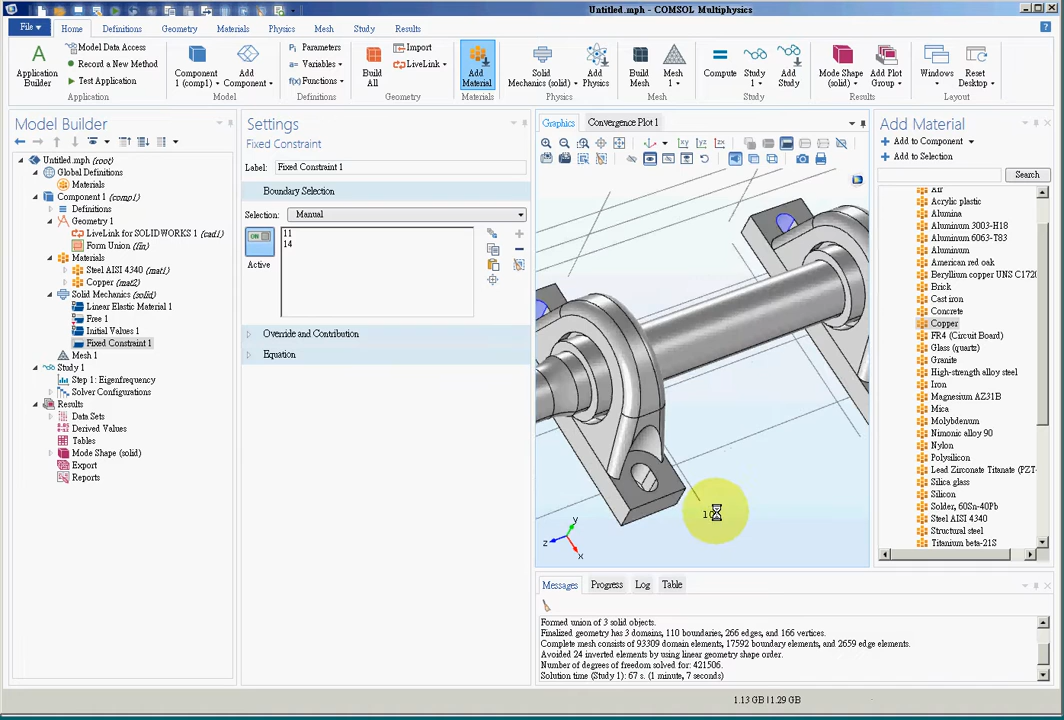 Untitled.mph - COMSOL Multiphysics
File Home Definitions Geometry Materials Physics Mesh Study Results
Application Builder
Model Data Access
Record a New Method
Test Application
Application
Component 1 (comp1)
Add Component
Model
Pi Parameters
a= Variables
f(x) Functions
Definitions
Build All
Import
LiveLink
Geometry
Add Material
Materials
Solid Mechanics (solid)
Add Physics
Physics
Build Mesh
Mesh 1
Mesh
Compute
Study 1
Add Study
Study
Mode Shape (solid)
Add Plot Group
Results
Windows
Reset Desktop
Layout
Model Builder
Untitled.mph (root)
Global Definitions
Materials
Component 1 (comp1)
Definitions
Geometry 1
LiveLink for SOLIDWORKS 1 (cad1)
Form Union (fin)
Materials
Steel AISI 4340 (mat1)
Copper (mat2)
Solid Mechanics (solid)
Linear Elastic Material 1
Free 1
Initial Values 1
Fixed Constraint 1
Mesh 1
Study 1
Step 1: Eigenfrequency
Solver Configurations
Results
Data Sets
Derived Values
Tables
Mode Shape (solid)
Export
Reports
Settings
Fixed Constraint
Label: Fixed Constraint 1
Boundary Selection
Selection: Manual
ON
Active
11
14
Override and Contribution
Equation
Graphics Convergence Plot 1
xy yz xz
y
z
x
Add Material
Add to Component
Add to Selection
Search
Air
Acrylic plastic
Alumina
Aluminum 3003-H18
Aluminum 6063-T83
Aluminum
American red oak
Beryllium copper UNS C1720
Brick
Cast iron
Concrete
Copper
FR4 (Circuit Board)
Glass (quartz)
Granite
High-strength alloy steel
Iron
Magnesium AZ31B
Mica
Molybdenum
Nimonic alloy 90
Nylon
Polysilicon
Lead Zirconate Titanate (PZT-
Silica glass
Silicon
Solder, 60Sn-40Pb
Steel AISI 4340
Structural steel
Titanium beta-21S
Messages Progress Log Table
Formed union of 3 solid objects.
Finalized geometry has 3 domains, 110 boundaries, 266 edges, and 166 vertices.
Complete mesh consists of 93309 domain elements, 17592 boundary elements, and 2659 edge elements.
Avoided 24 inverted elements by using linear geometry shape order.
Number of degrees of freedom solved for: 421506.
Solution time (Study 1): 67 s. (1 minute, 7 seconds)
1.13 GB | 1.29 GB